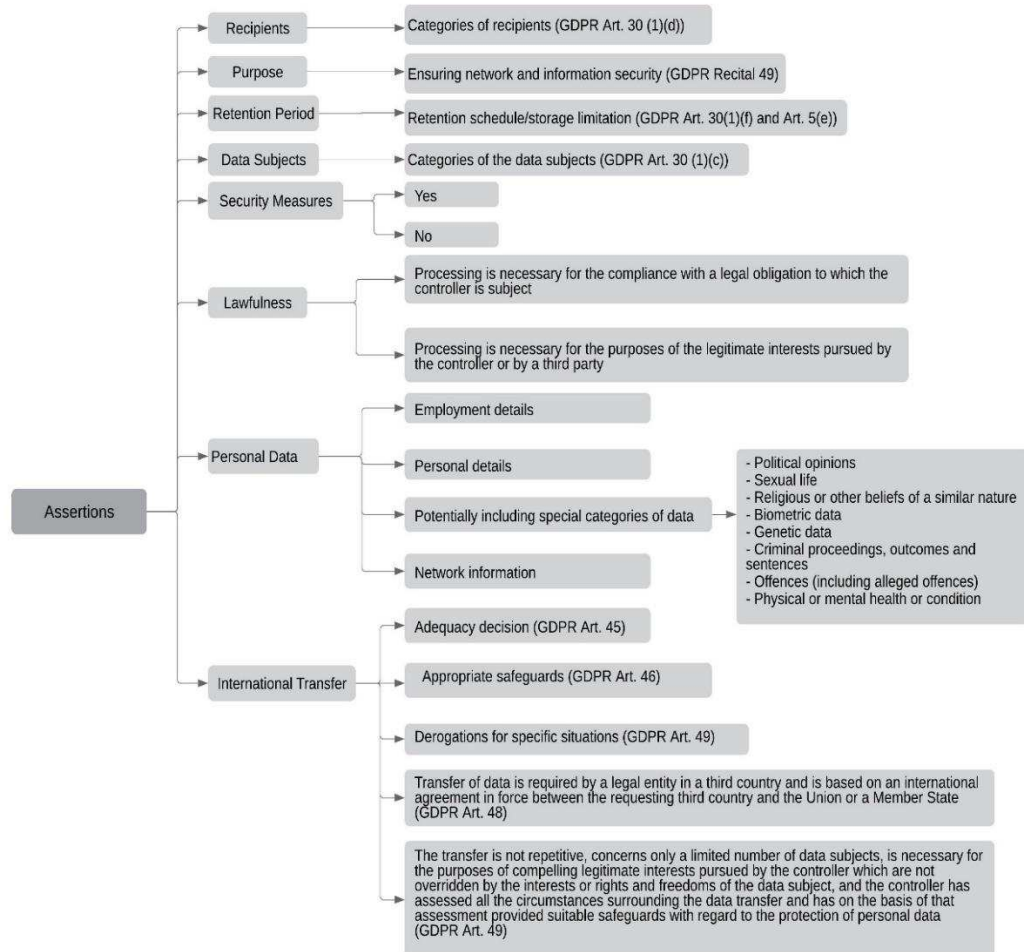 Recipients
Categories of recipients (GDPR Art. 30 (1)(d))
Purpose
Ensuring network and information security (GDPR Recital 49)
Retention Period
Retention schedule/storage limitation (GDPR Art. 30(1)(f) and Art. 5(e))
Data Subjects
Categories of the data subjects (GDPR Art. 30 (1)(c))
Security Measures
Yes
No
Lawfulness
Processing is necessary for the compliance with a legal obligation to which the
controller is subject
Processing is necessary for the purposes of the legitimate interests pursued by
the controller or by a third party
Assertions
Personal Data
Employment details
Personal details
Potentially including special categories of data
- Political opinions
- Sexual life
- Religious or other beliefs of a similar nature
- Biometric data
- Genetic data
- Criminal proceedings, outcomes and
sentences
- Offences (including alleged offences)
- Physical or mental health or condition
Network information
International Transfer
Adequacy decision (GDPR Art. 45)
Appropriate safeguards (GDPR Art. 46)
Derogations for specific situations (GDPR Art. 49)
Transfer of data is required by a legal entity in a third country and is based on an international
agreement in force between the requesting third country and the Union or a Member State
(GDPR Art. 48)
The transfer is not repetitive, concerns only a limited number of data subjects, is necessary for
the purposes of compelling legitimate interests pursued by the controller which are not
overridden by the interests or rights and freedoms of the data subject, and the controller has
assessed all the circumstances surrounding the data transfer and has on the basis of that
assessment provided suitable safeguards with regard to the protection of personal data
(GDPR Art. 49)